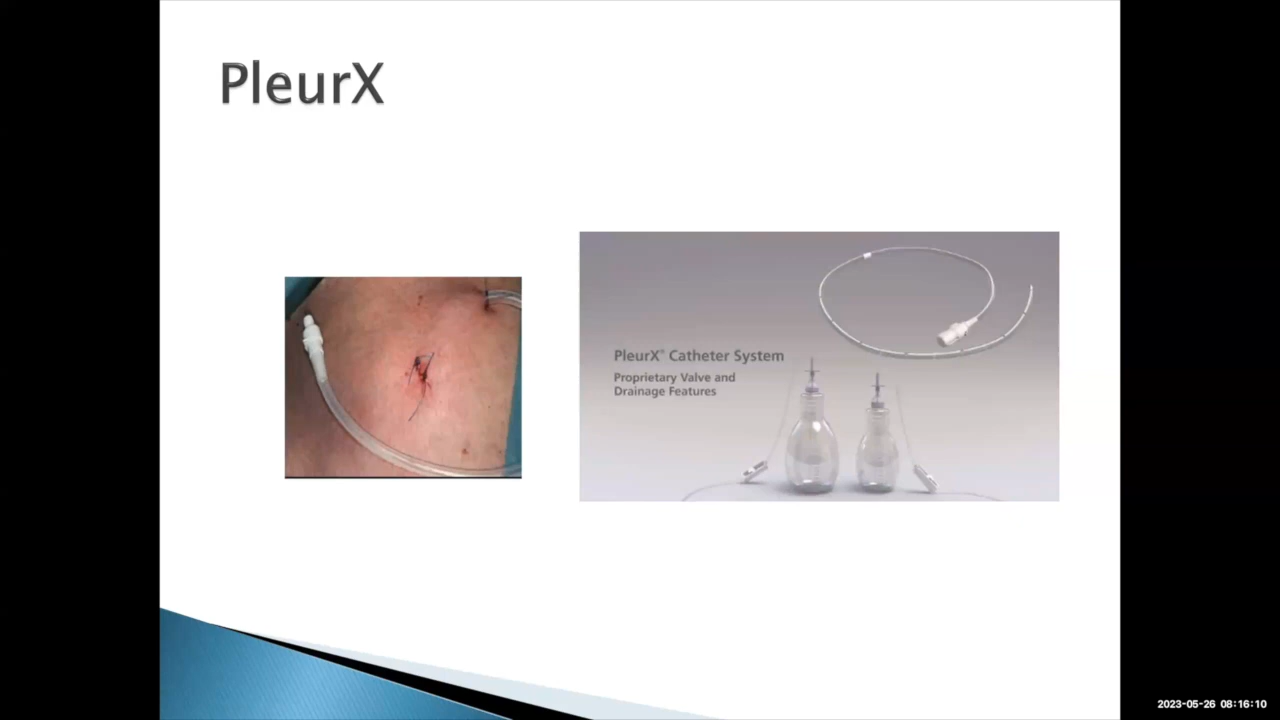 PleurX
PleurX® Catheter System
Proprietary Valve and
Drainage Features
2023-05-26 08:16:10